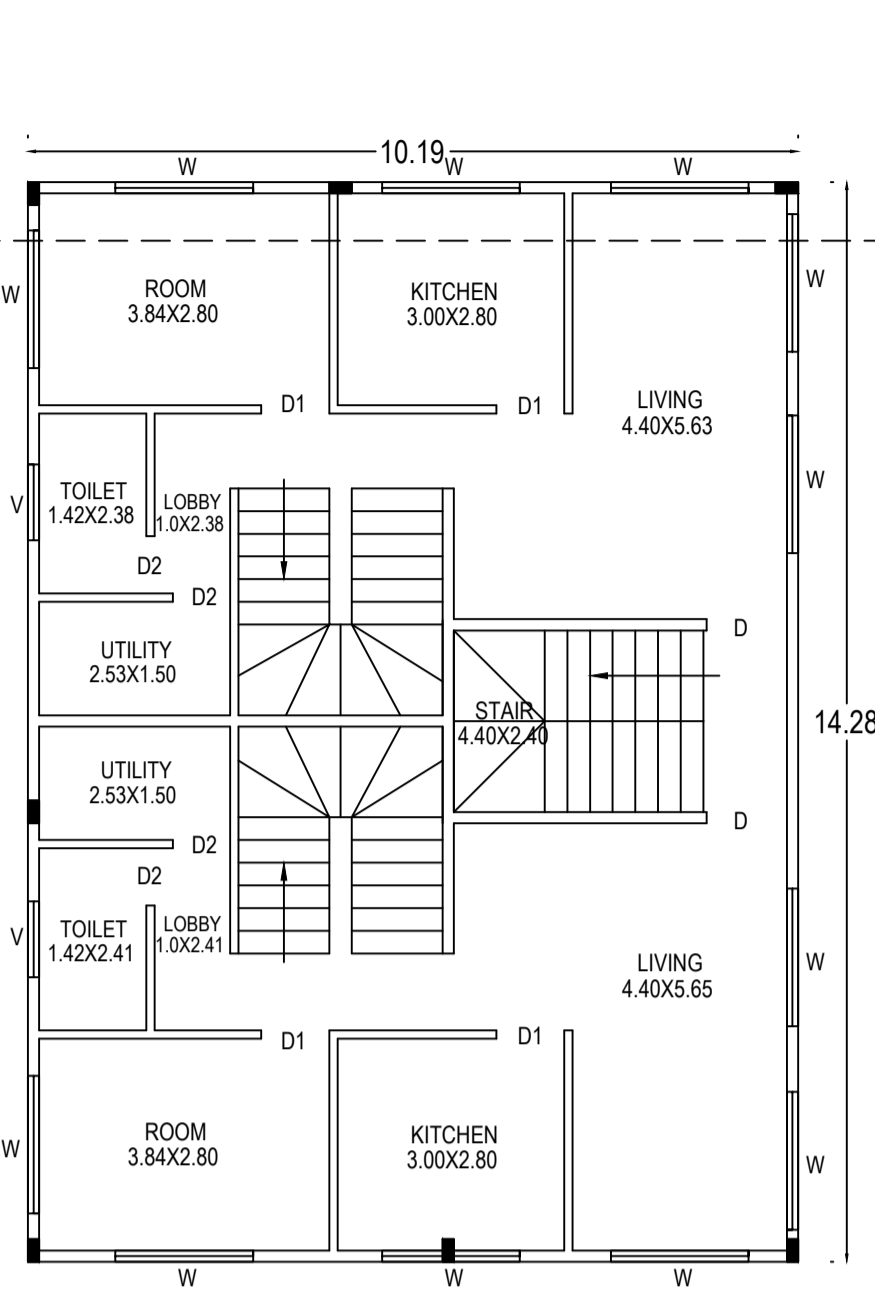 10.19
W
W
W
ROOM
3.84X2.80
KITCHEN
3.00X2.80
W
W
D1
D1
LIVING
4.40X5.63
W
TOILET
1.42X2.38
LOBBY
1.0X2.38
V
D2
D2
D
UTILITY
2.53X1.50
STAIR
4.40X2.40
14.28
UTILITY
2.53X1.50
D
D2
D2
TOILET
1.42X2.41
LOBBY
1.0X2.41
V
LIVING
4.40X5.65
W
D1
D1
ROOM
3.84X2.80
KITCHEN
3.00X2.80
W
W
W
W
W